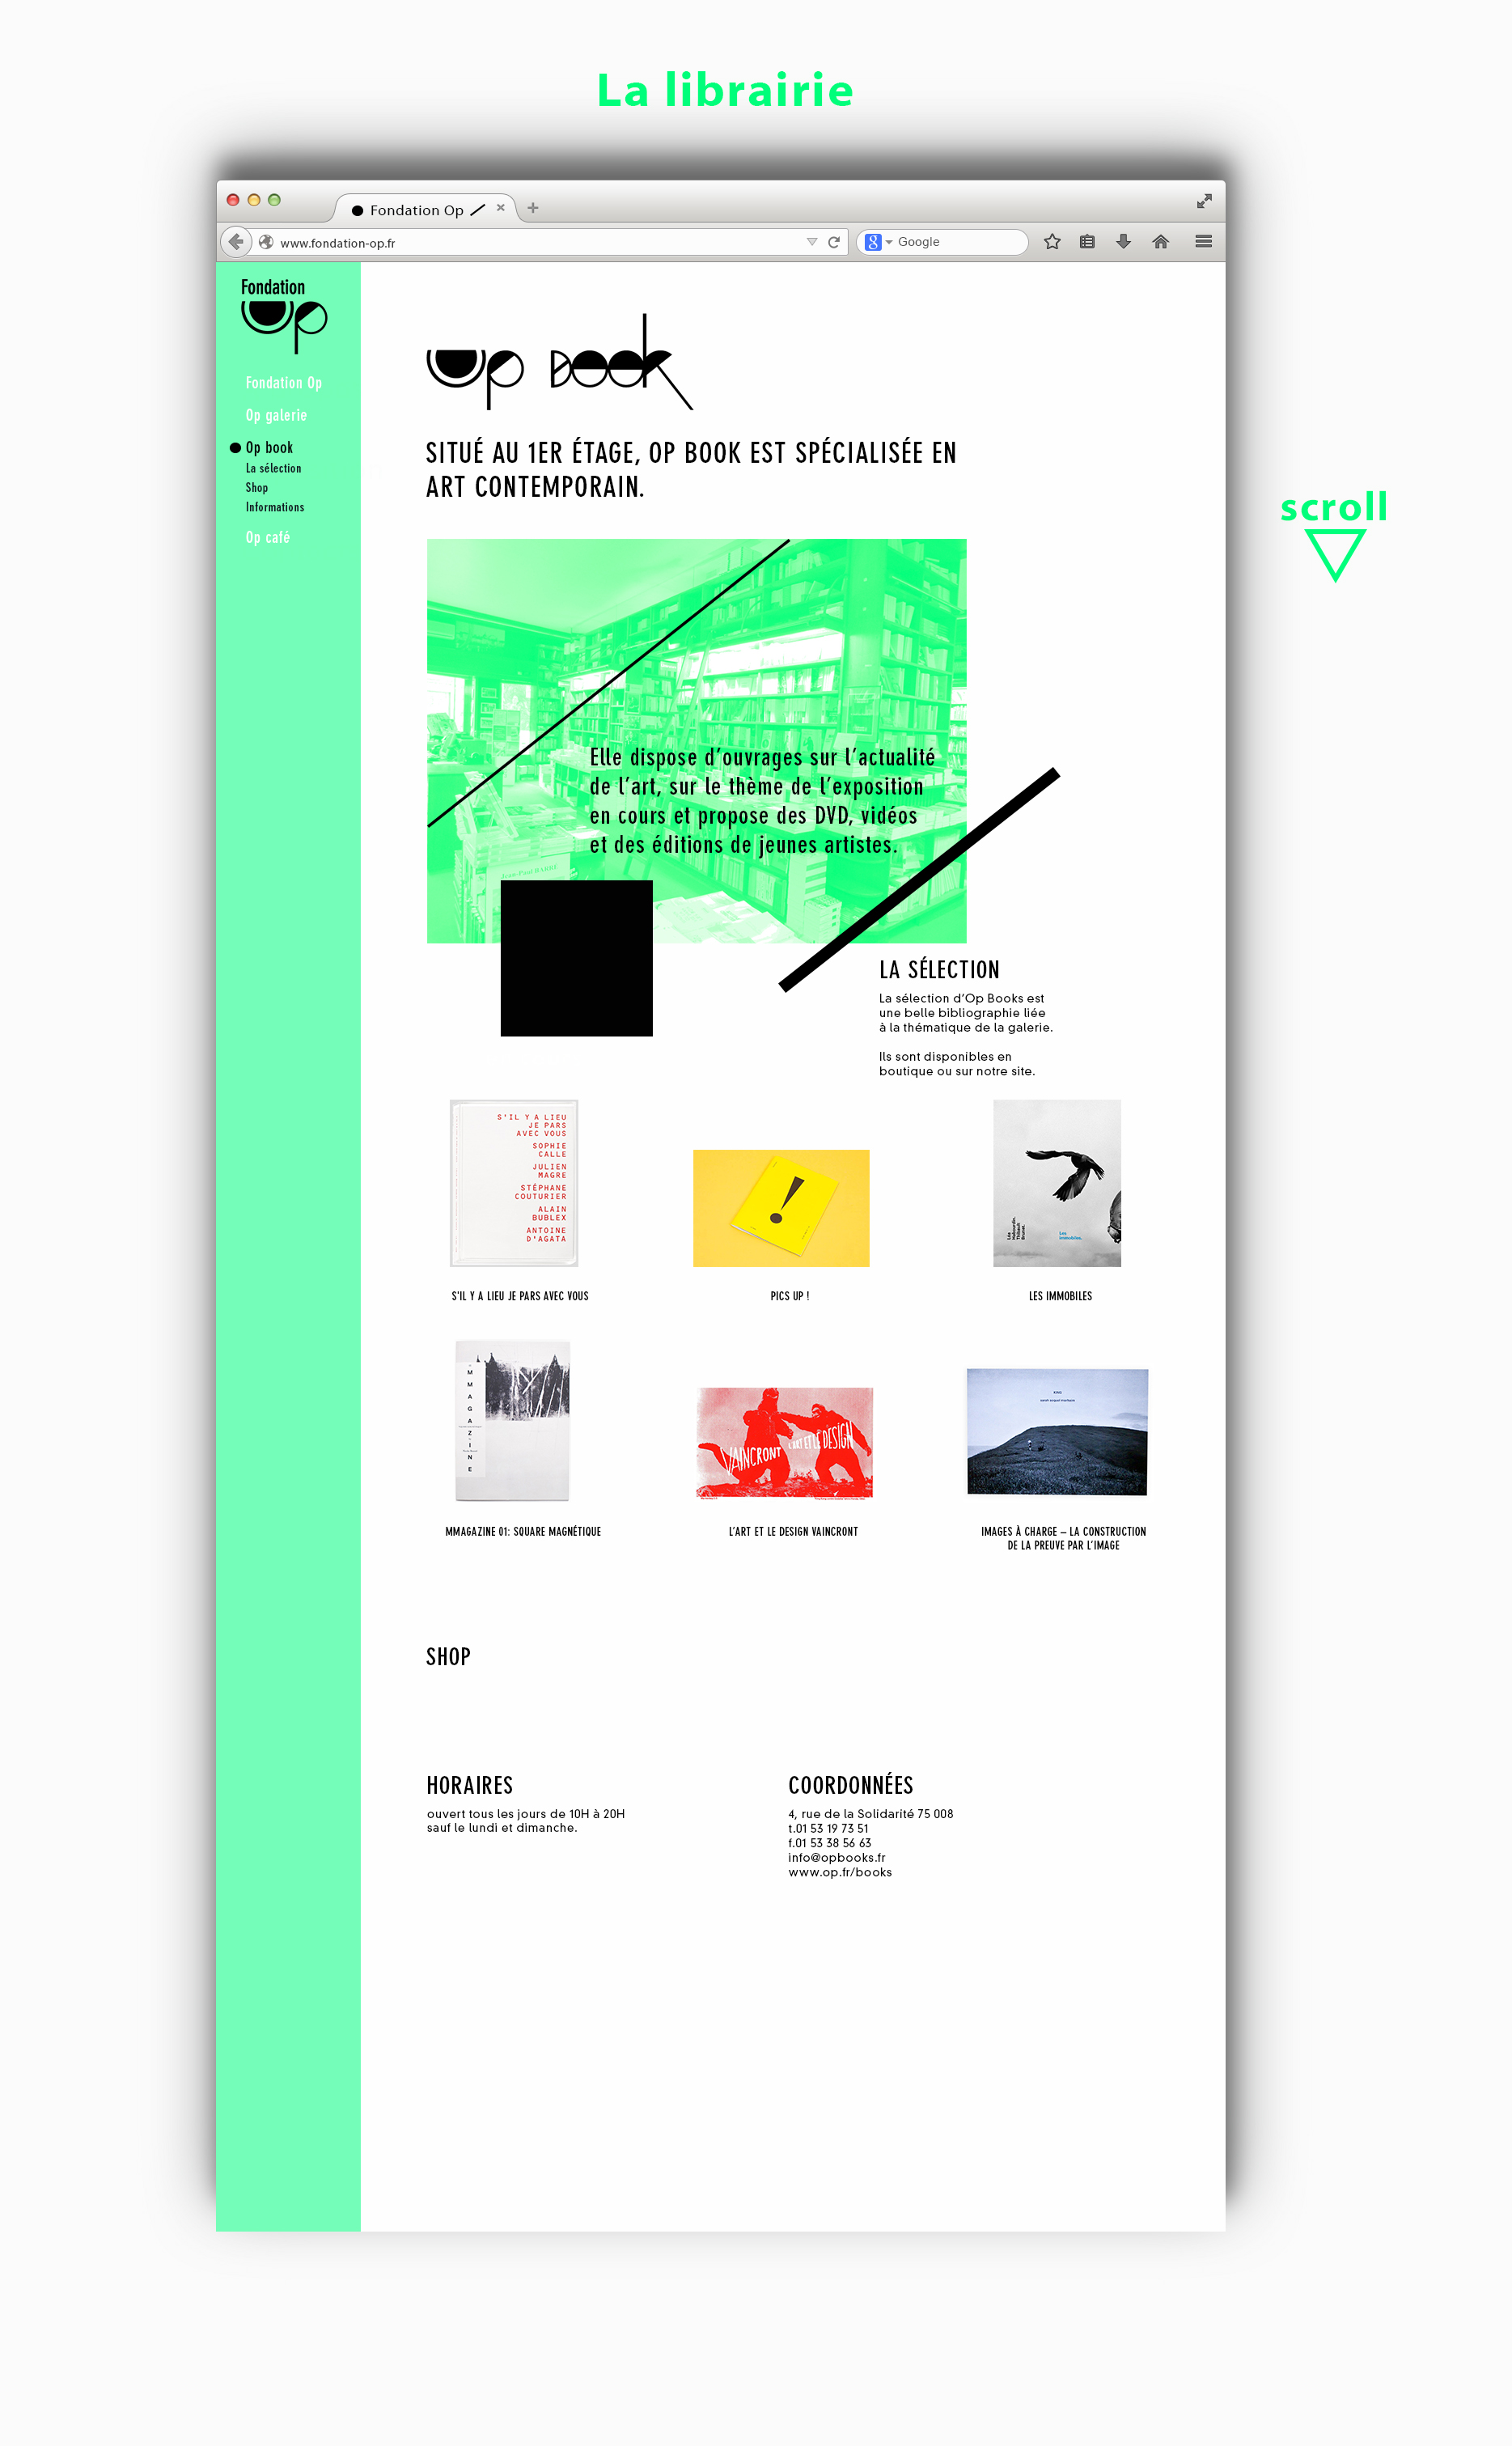 La librairie
Fondation Op
www.fondation-op.fr
Google
Fondation
Op
Fondation Op
Op galerie
Op book
La sélection
Shop
Informations
Op café
Op Book
SITUÉ AU 1ER ÉTAGE, OP BOOK EST SPÉCIALISÉE EN
ART CONTEMPORAIN.
scroll
Elle dispose d’ouvrages sur l’actualité
de l’art, sur le thème de l’exposition
en cours et propose des DVD, vidéos
et des éditions de jeunes artistes.
LA SÉLECTION
La sélection d’Op Books est
une belle bibliographie liée
à la thématique de la galerie.
Ils sont disponibles en
boutique ou sur notre site.
S'IL Y A LIEU
JE PARS
AVEC VOUS
SOPHIE
CALLE
JULIEN
MAGRE
STÉPHANE
COUTURIER
ALAIN
BUBLEX
ANTOINE
D'AGATA
!
Les
immobiles.
S'IL Y A LIEU JE PARS AVEC VOUS
PICS UP !
LES IMMOBILES
MMAGAZINE
L'ART ET LE DESIGN
VAINCRONT
MMAGAZINE 01: SQUARE MAGNÉTIQUE
L’ART ET LE DESIGN VAINCRONT
IMAGES À CHARGE – LA CONSTRUCTION
DE LA PREUVE PAR L’IMAGE
SHOP
HORAIRES
ouvert tous les jours de 10H à 20H
sauf le lundi et dimanche.
COORDONNÉES
4, rue de la Solidarité 75 008
t.01 53 19 73 51
f.01 53 38 56 63
info@opbooks.fr
www.op.fr/books